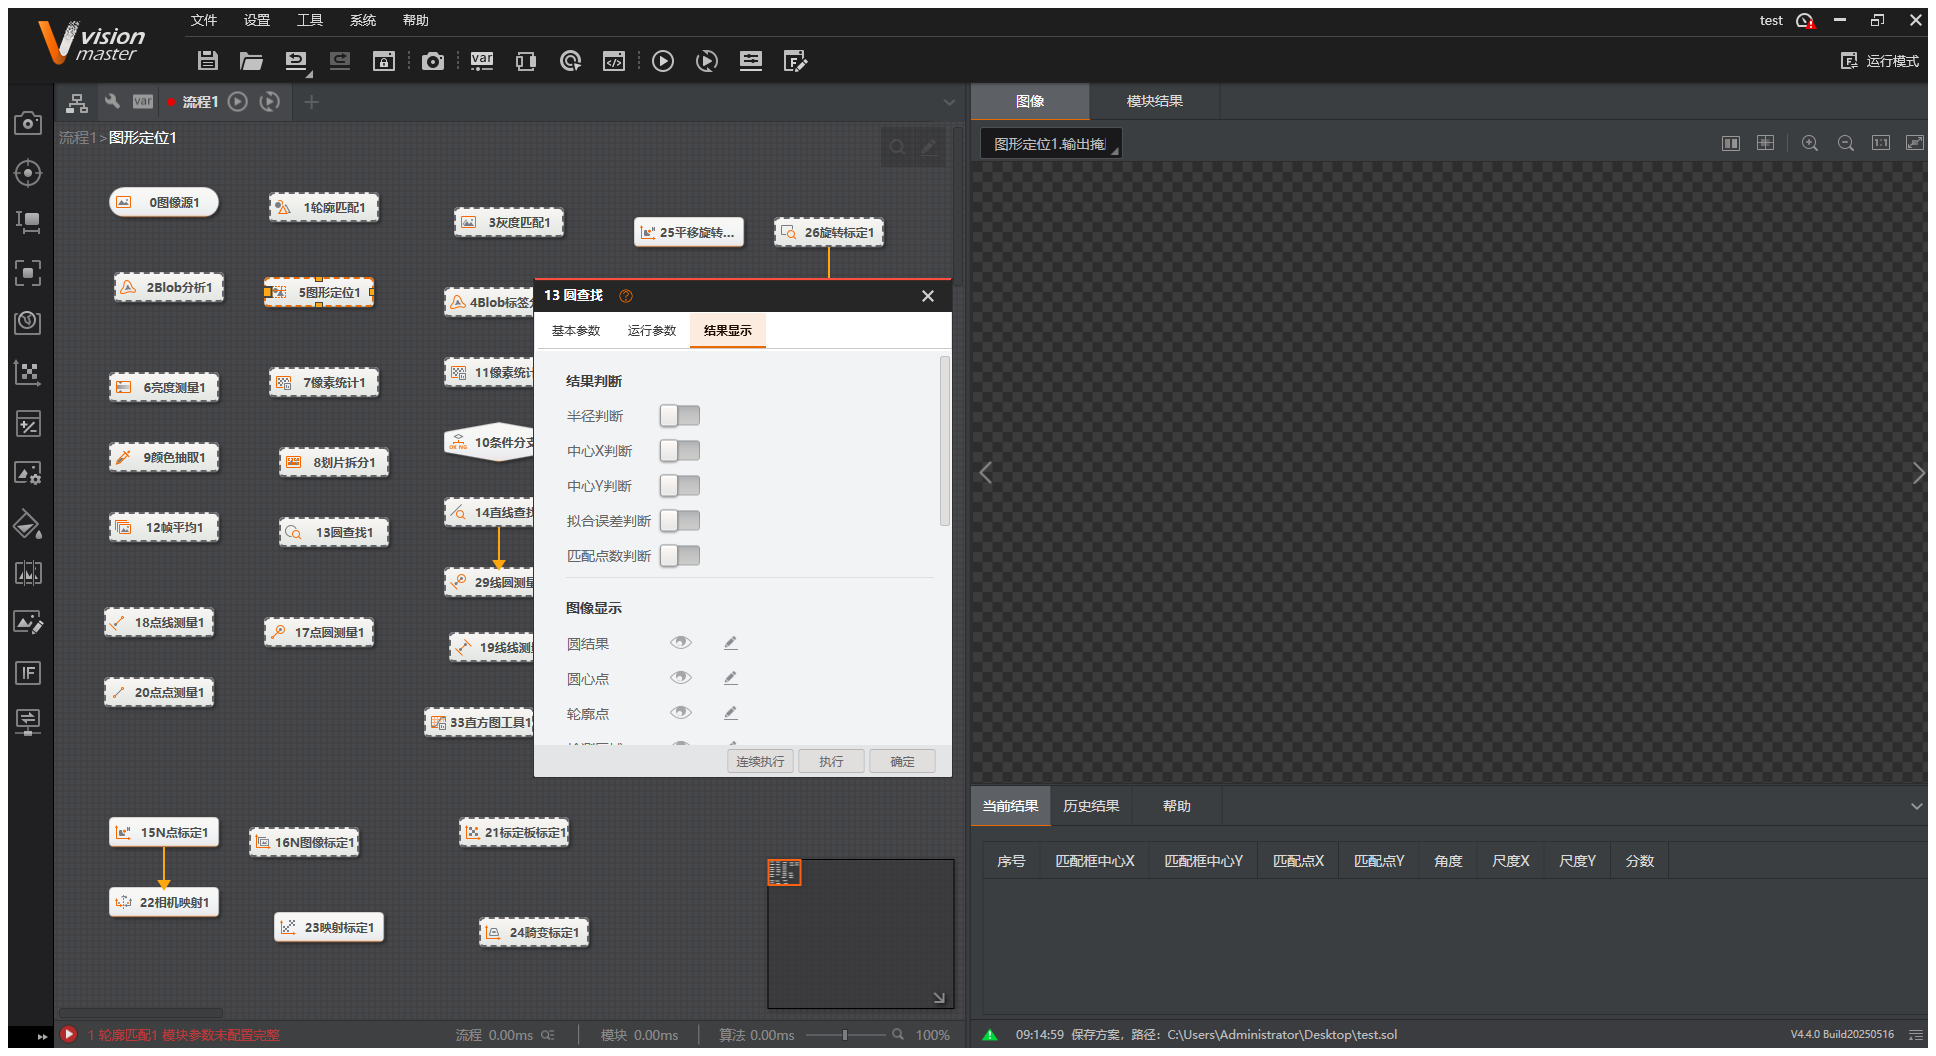 vision master
文件 设置 工具 系统 帮助
test
var
运行模式
var 流程1
流程1>图形定位1
0图像源1
1轮廓匹配1
3灰度匹配1
25平移旋转...
26旋转标定1
2Blob分析1
5图形定位1
4Blob标签分
6亮度测量1
7像素统计1
11像素统计
9颜色抽取1
8划片拆分1
OK NG 10条件分支
12帧平均1
13圆查找1
14直线查找
29线圆测量
18点线测量1
17点圆测量1
19线线测量
20点点测量1
33直方图工具1
15N点标定1
16N图像标定1
21标定板标定1
22相机映射1
23映射标定1
24畸变标定1
IF
13 圆查找
基本参数 运行参数 结果显示
结果判断
半径判断
中心X判断
中心Y判断
拟合误差判断
匹配点数判断
图像显示
圆结果
圆心点
轮廓点
连续执行 执行 确定
图像 模块结果
图形定位1.输出掩
1:1
当前结果 历史结果 帮助
序号 匹配框中心X 匹配框中心Y 匹配点X 匹配点Y 角度 尺度X 尺度Y 分数
1 轮廓匹配1 模块参数未配置完整
流程 0.00ms 模块 0.00ms 算法 0.00ms 100%
09:14:59 保存方案，路径：C:\Users\Administrator\Desktop\test.sol
V4.4.0 Build20250516